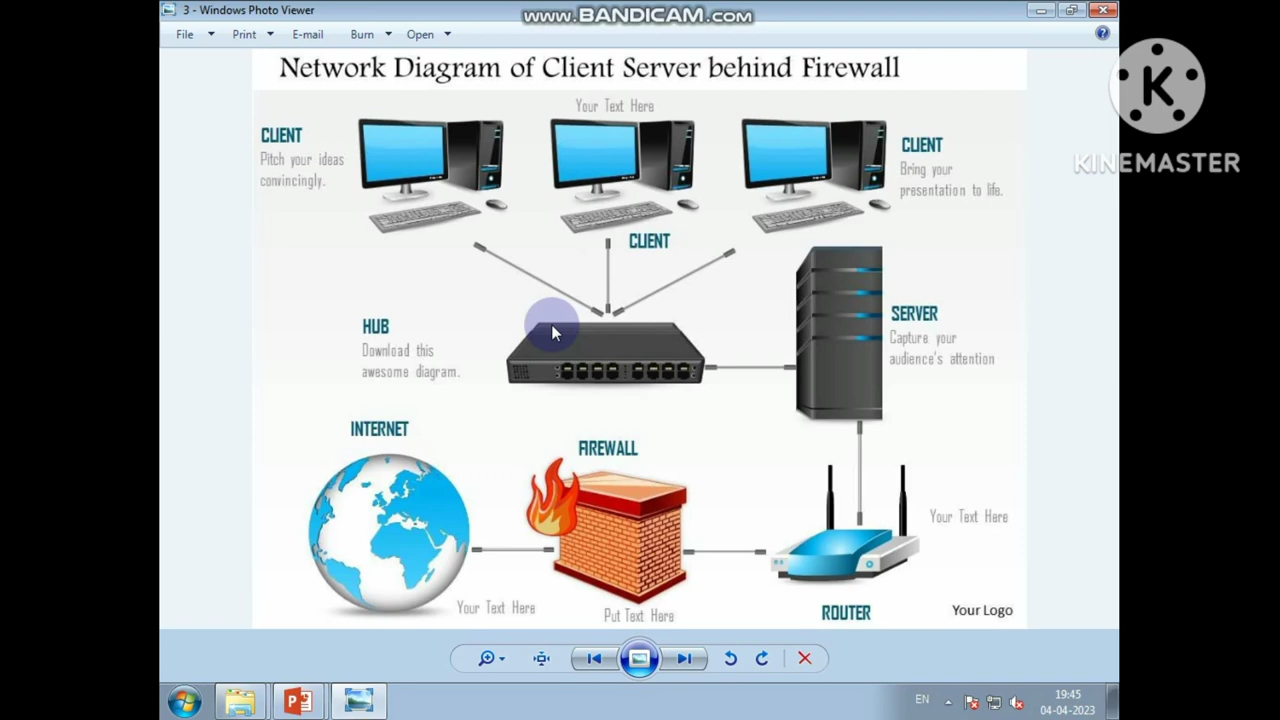 3 - Windows Photo Viewer
www.BANDICAM.com
File Print E-mail Burn Open
Network Diagram of Client Server behind Firewall
Your Text Here
CLIENT
Pitch your ideas
convincingly.
CLIENT
Bring your
presentation to life.
CLIENT
HUB
Download this
awesome diagram.
SERVER
Capture your
audience's attention
INTERNET
FIREWALL
Your Text Here
Your Text Here
Put Text Here
ROUTER
Your Logo
K
KINEMASTER
EN
19:45
04-04-2023